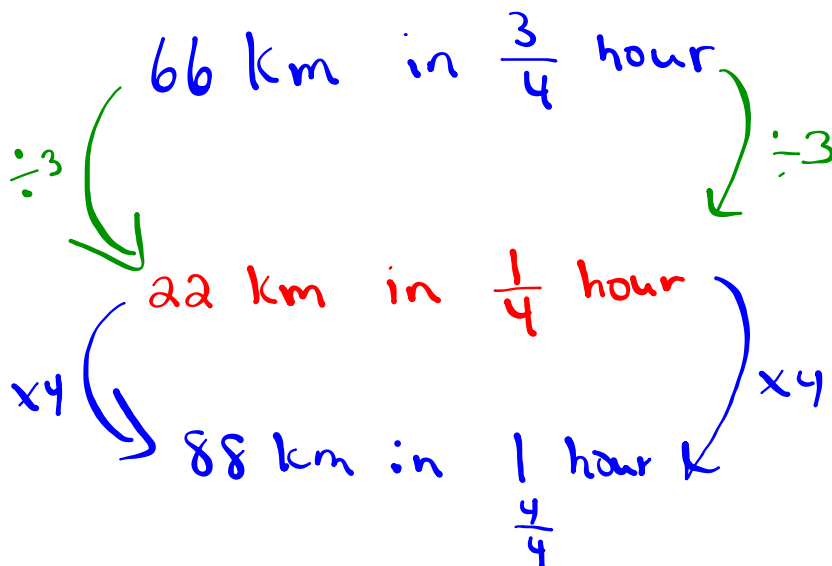 66 km in 3/4 hour
÷3 ÷3
22 km in 1/4 hour
x4 x4
88 km in 1 hour
4/4